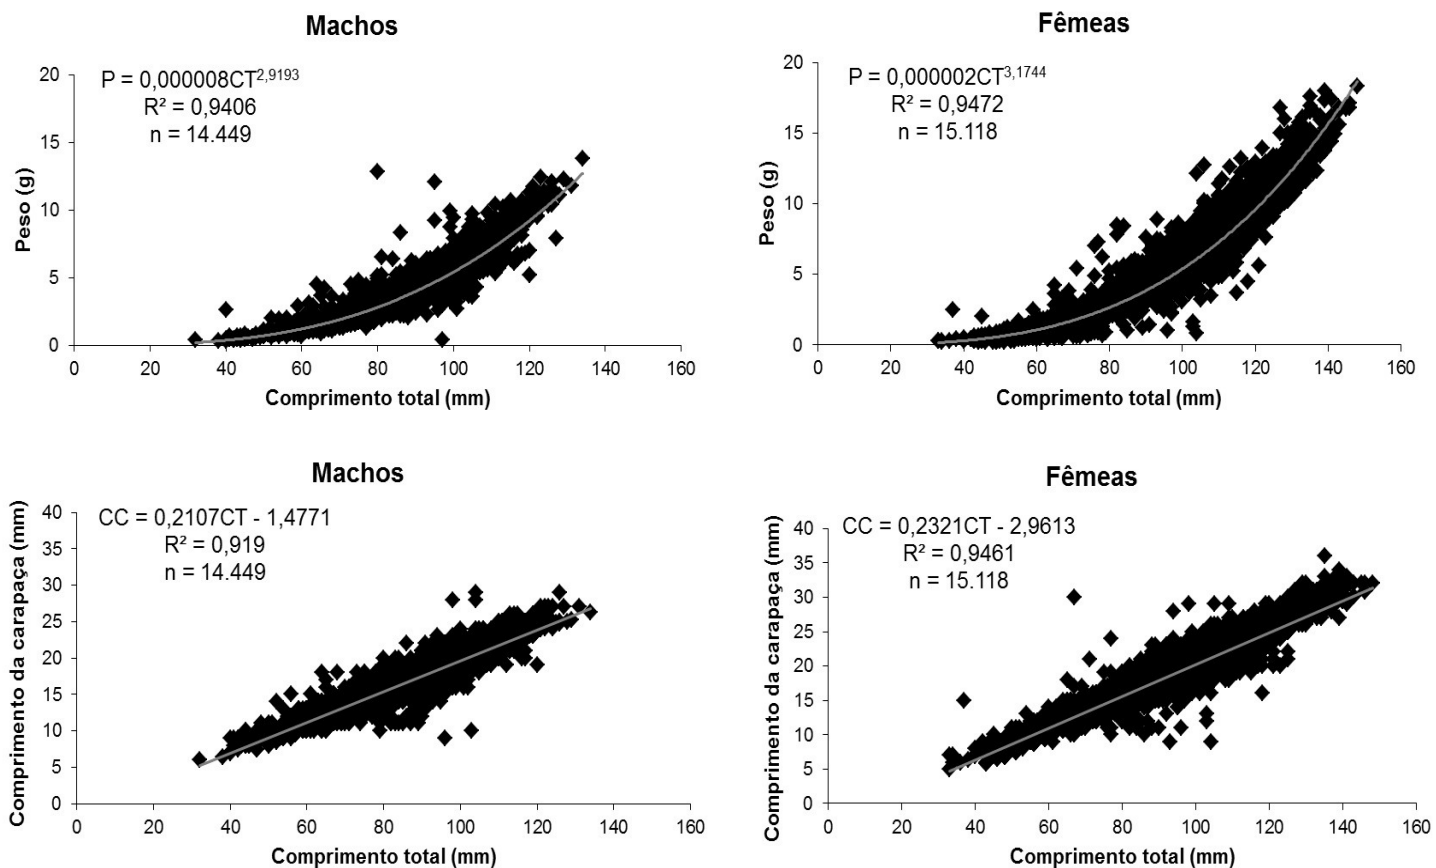 Machos
P = 0,000008CT^2,9193
R² = 0,9406
n = 14.449
Peso (g)
20
15
10
5
0
0 20 40 60 80 100 120 140 160
Comprimento total (mm)
Fêmeas
P = 0,000002CT^3,1744
R² = 0,9472
n = 15.118
Peso (g)
20
15
10
5
0
0 20 40 60 80 100 120 140 160
Comprimento total (mm)
Machos
CC = 0,2107CT - 1,4771
R² = 0,919
n = 14.449
Comprimento da carapaça (mm)
40
35
30
25
20
15
10
5
0
0 20 40 60 80 100 120 140 160
Comprimento total (mm)
Fêmeas
CC = 0,2321CT - 2,9613
R² = 0,9461
n = 15.118
Comprimento da carapaça (mm)
40
35
30
25
20
15
10
5
0
0 20 40 60 80 100 120 140 160
Comprimento total (mm)